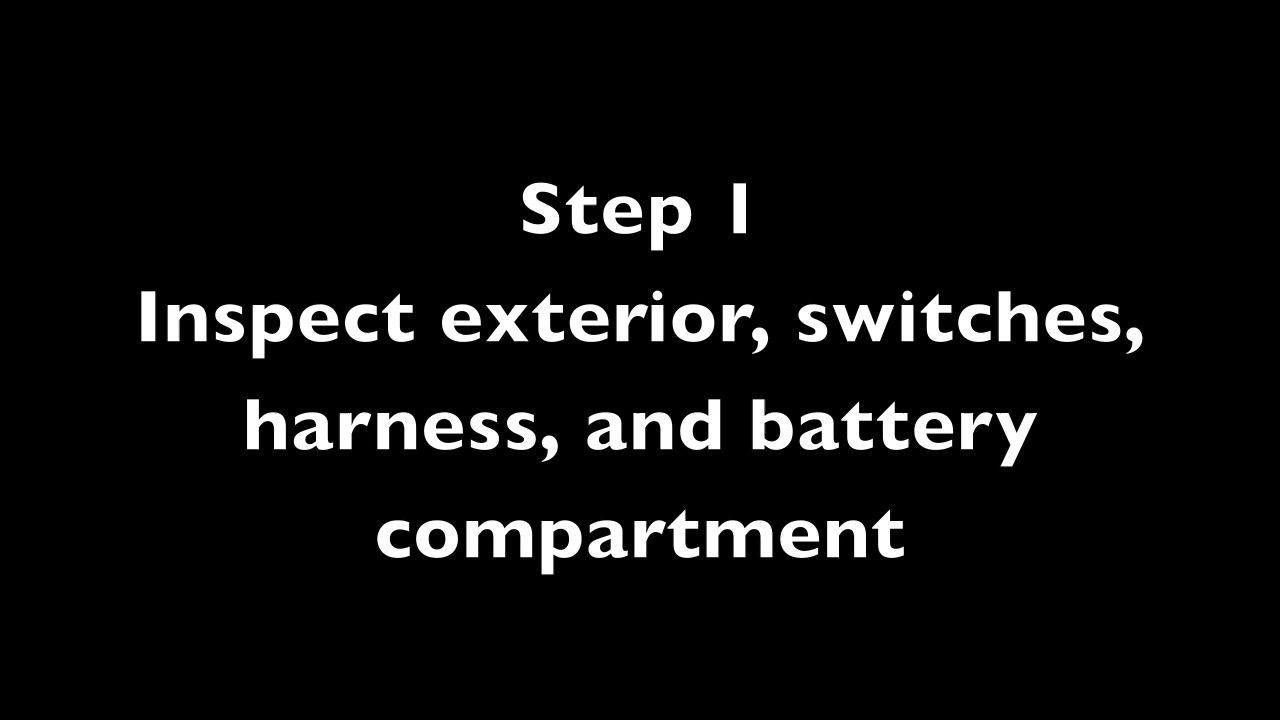 Step 1
Inspect exterior, switches,
harness, and battery
compartment